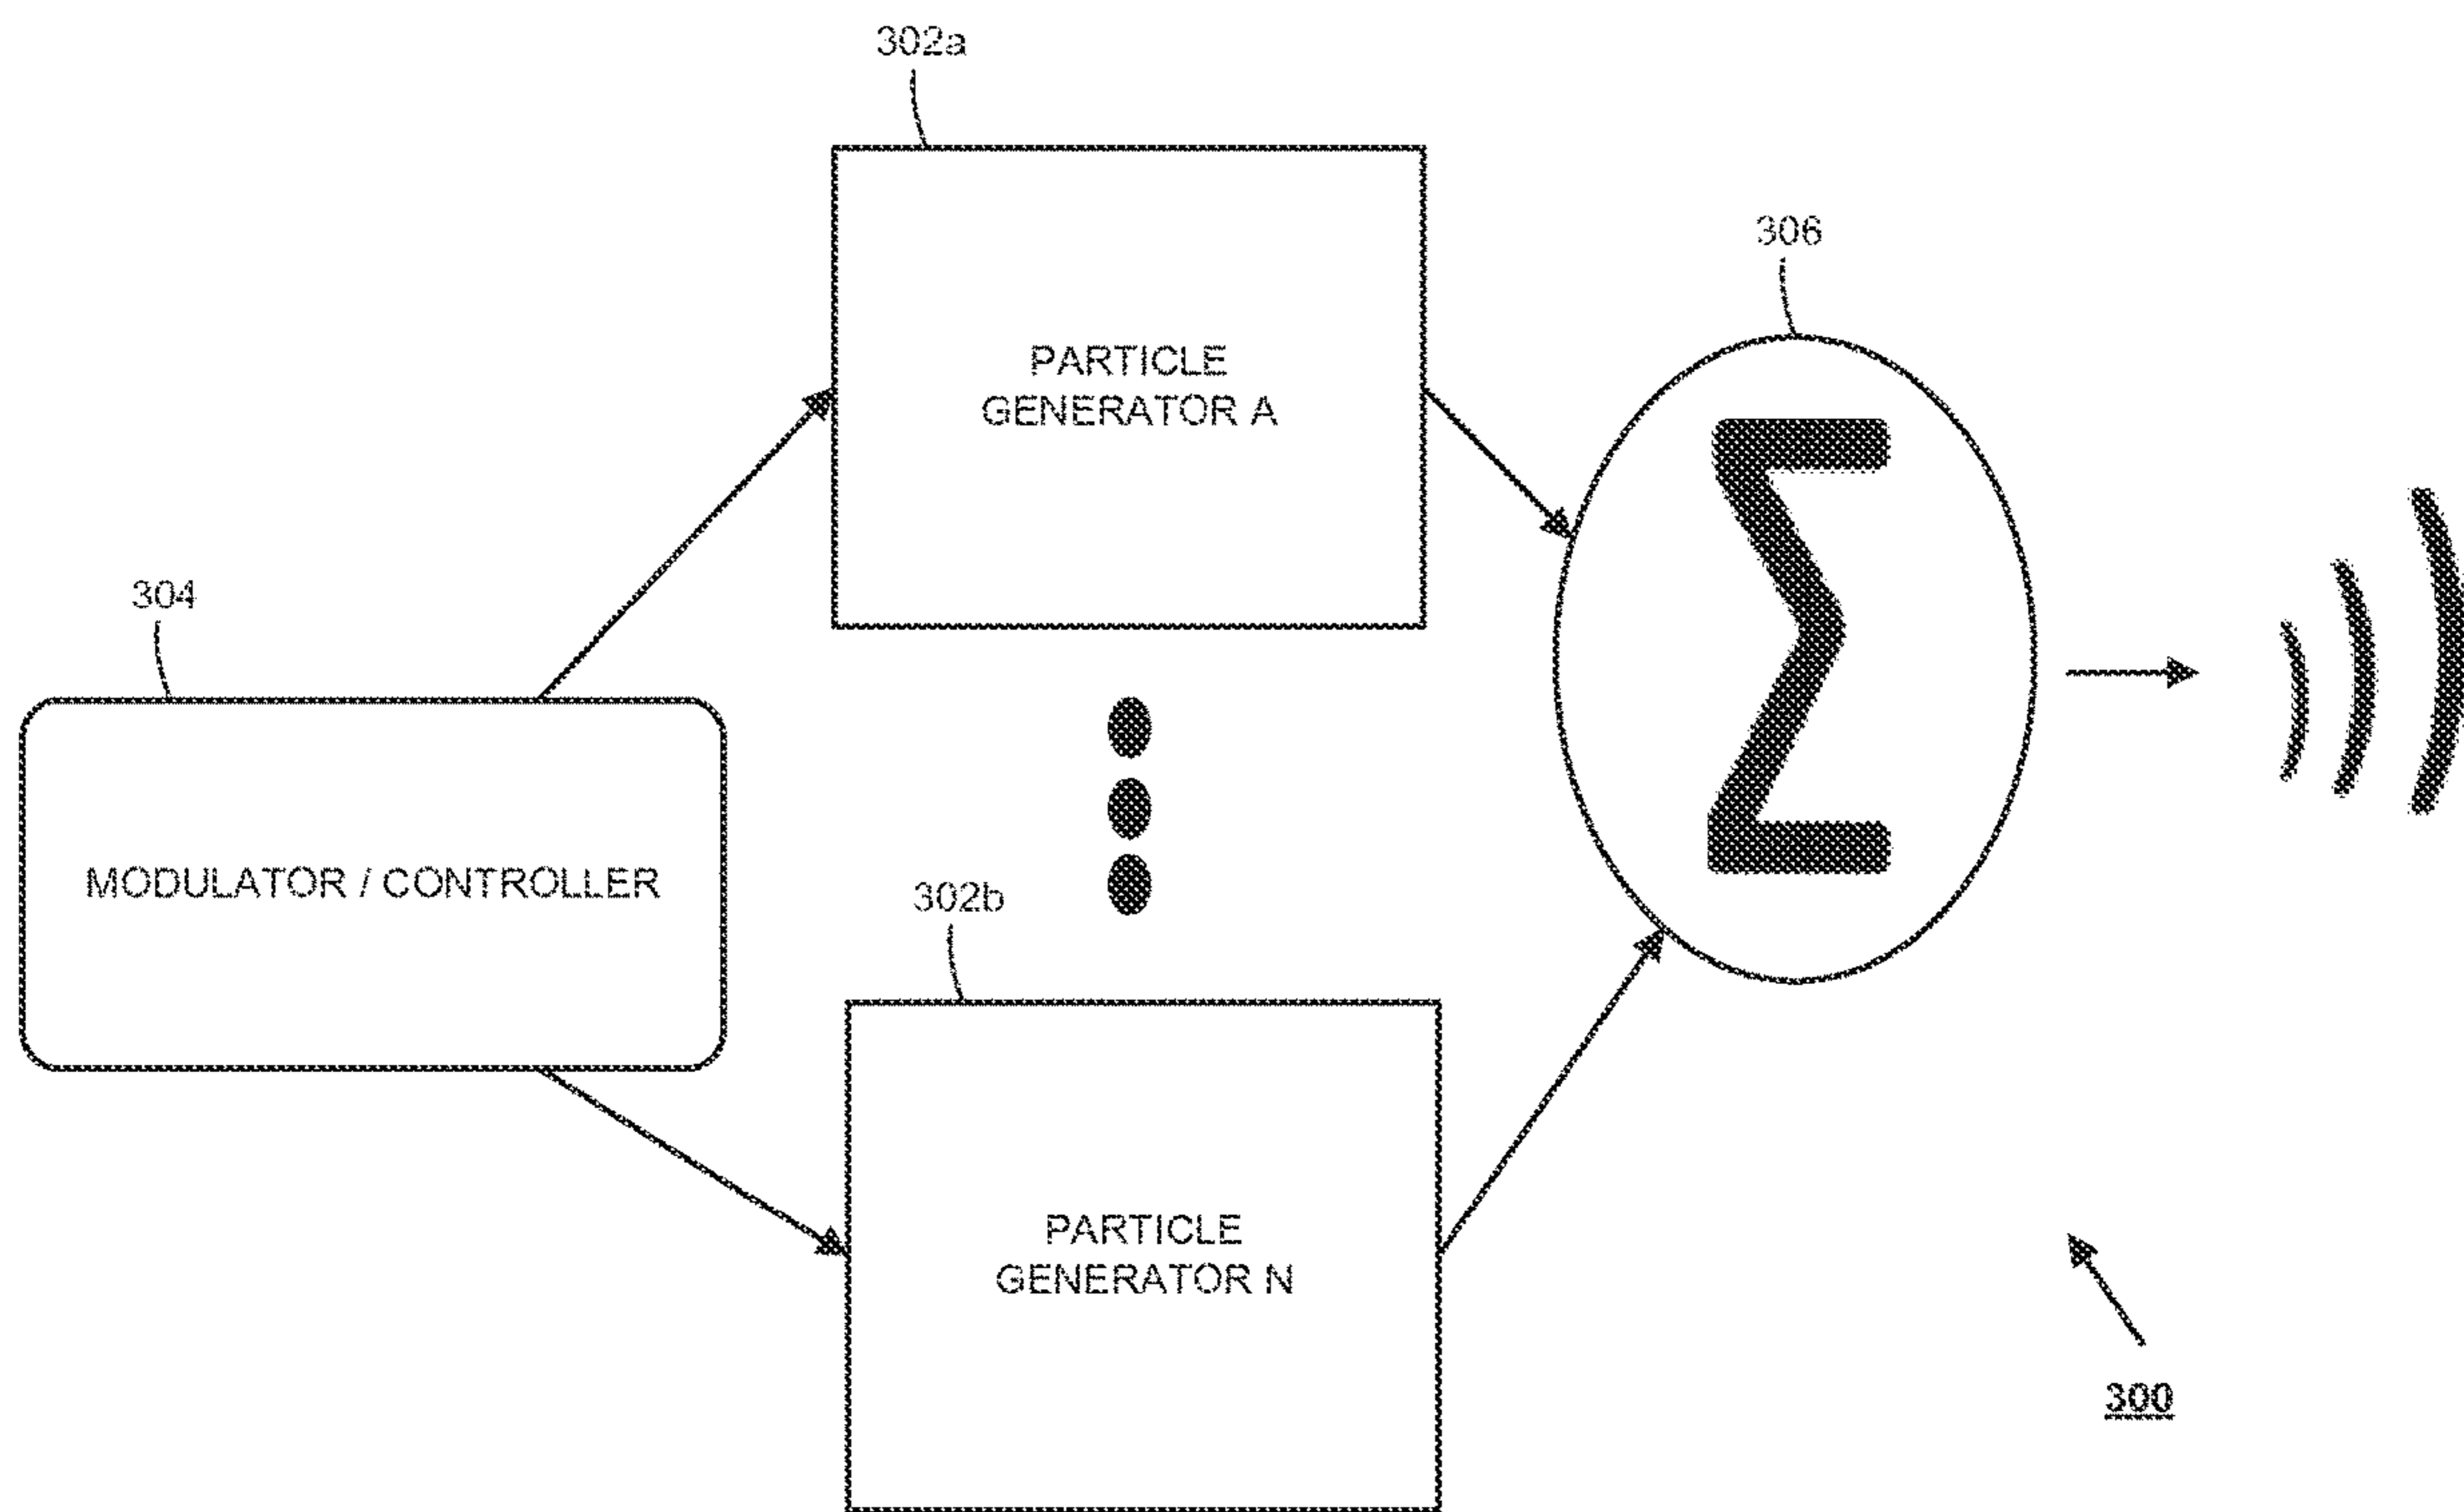 302a
PARTICLE
GENERATOR A
306
Σ
304
MODULATOR / CONTROLLER
302b
PARTICLE
GENERATOR N
300